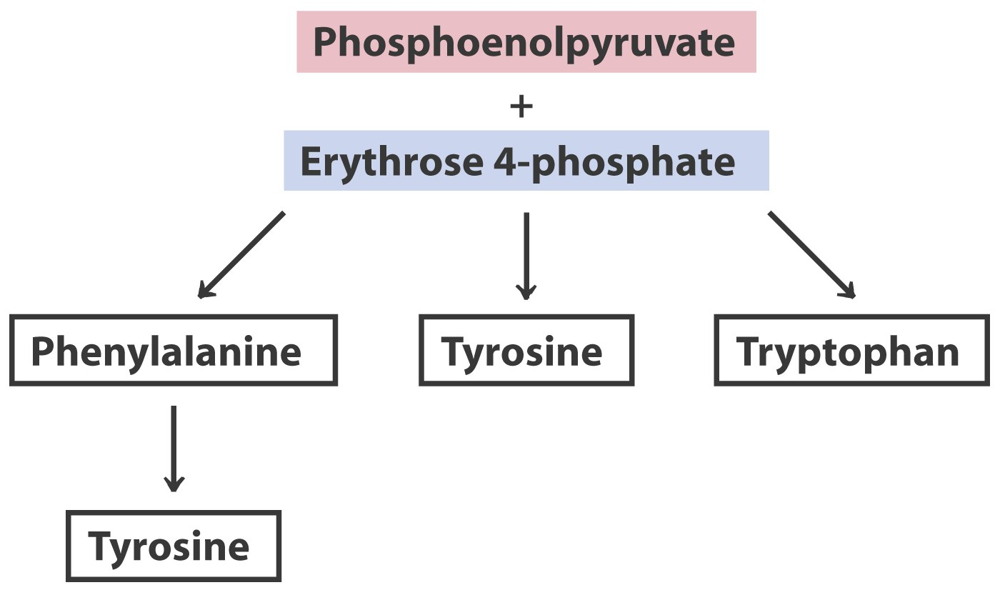 Phosphoenolpyruvate
+
Erythrose 4-phosphate
Phenylalanine
Tyrosine
Tryptophan
Tyrosine